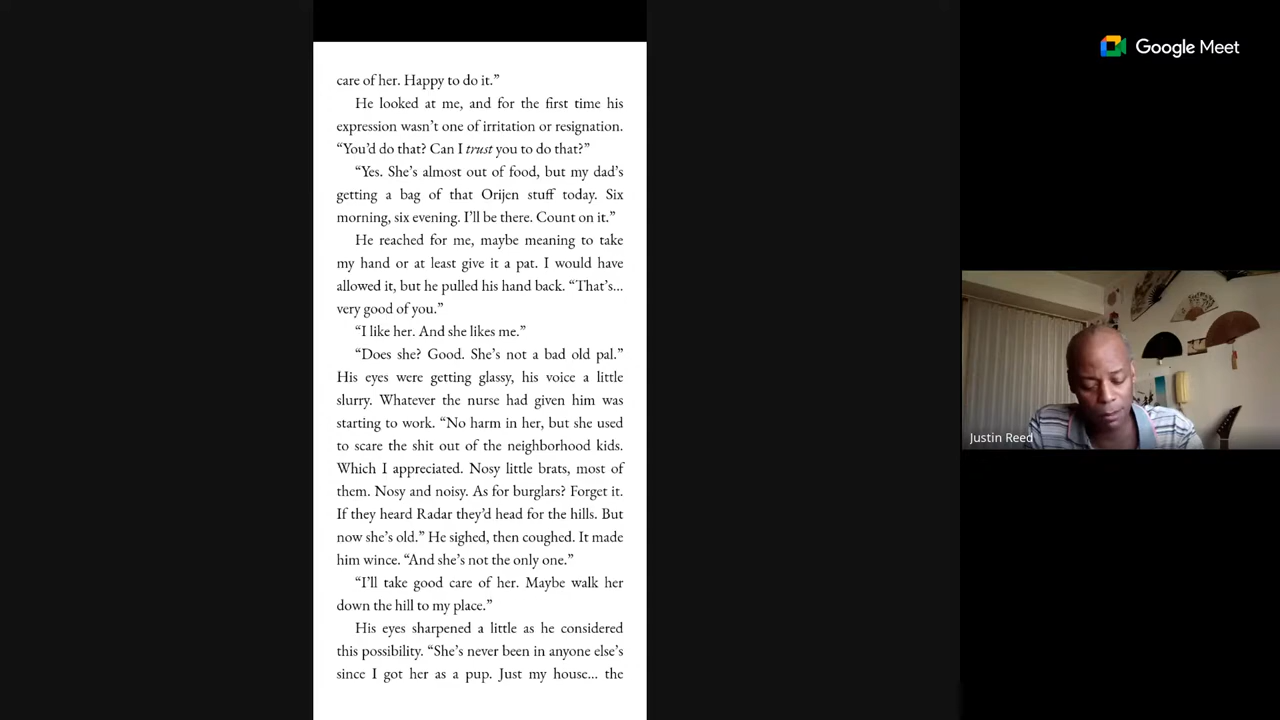 care of her. Happy to do it.”
He looked at me, and for the first time his
expression wasn’t one of irritation or resignation.
“You’d do that? Can I trust you to do that?”
“Yes. She’s almost out of food, but my dad’s
getting a bag of that Orijen stuff today. Six
morning, six evening. I’ll be there. Count on it.”
He reached for me, maybe meaning to take
my hand or at least give it a pat. I would have
allowed it, but he pulled his hand back. “That’s…
very good of you.”
“I like her. And she likes me.”
“Does she? Good. She’s not a bad old pal.”
His eyes were getting glassy, his voice a little
slurry. Whatever the nurse had given him was
starting to work. “No harm in her, but she used
to scare the shit out of the neighborhood kids.
Which I appreciated. Nosy little brats, most of
them. Nosy and noisy. As for burglars? Forget it.
If they heard Radar they’d head for the hills. But
now she’s old.” He sighed, then coughed. It made
him wince. “And she’s not the only one.”
“I’ll take good care of her. Maybe walk her
down the hill to my place.”
His eyes sharpened a little as he considered
this possibility. “She’s never been in anyone else’s
since I got her as a pup. Just my house… the
Google Meet
Justin Reed